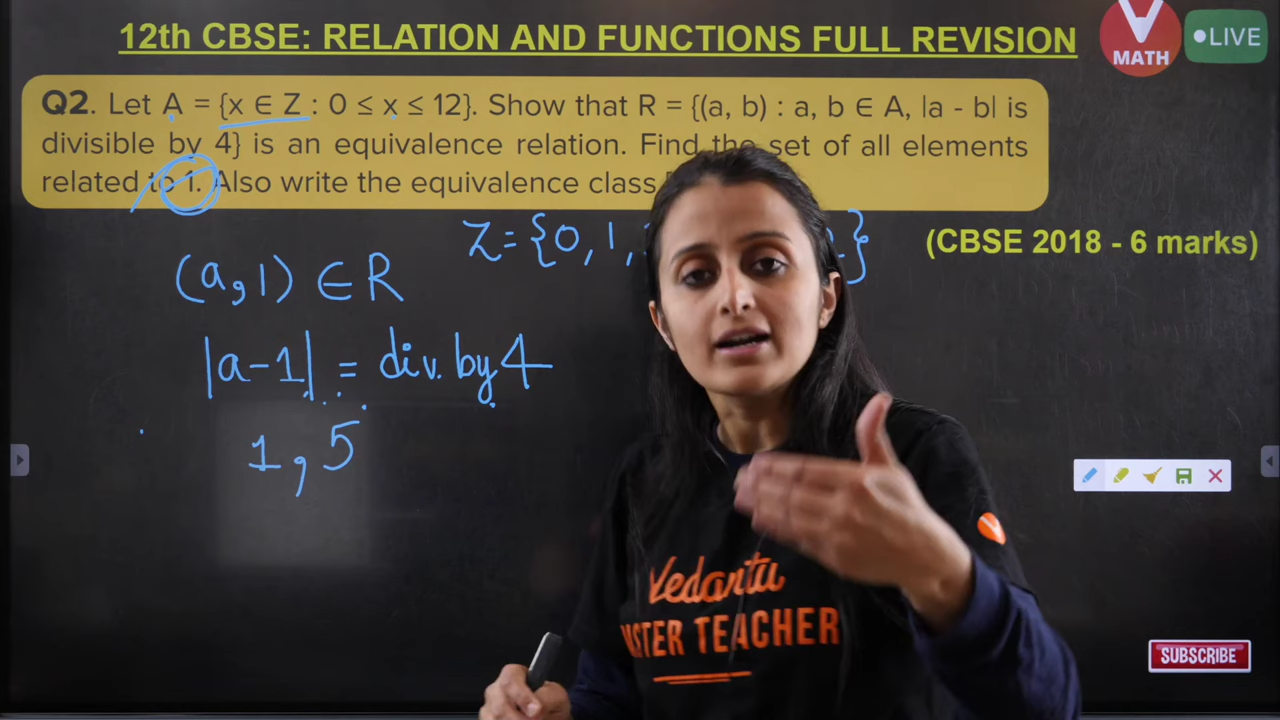 12th CBSE: RELATION AND FUNCTIONS FULL REVISION
V
MATH
LIVE
Q2. Let A = {x ∈ Z : 0 ≤ x ≤ 12}. Show that R = {(a, b) : a, b ∈ A, |a - b| is
divisible by 4} is an equivalence relation. Find the set of all elements
related to 1. Also write the equivalence class
Z = {0, 1,
(CBSE 2018 - 6 marks)
(a, 1) ∈ R
|a-1| = div. by 4
1, 5
Vedantu
MASTER TEACHER
SUBSCRIBE